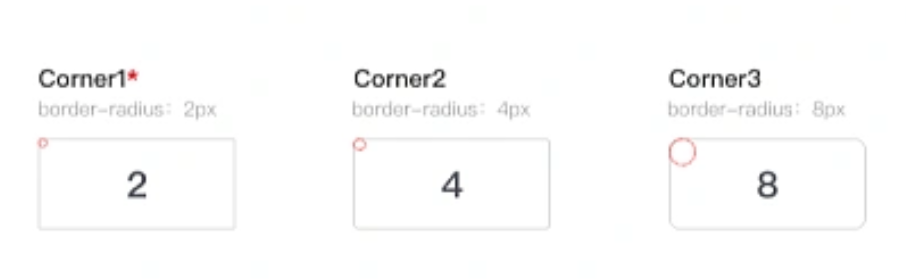 Corner1*
border-radius: 2px
2
Corner2
border-radius: 4px
4
Corner3
border-radius: 8px
8